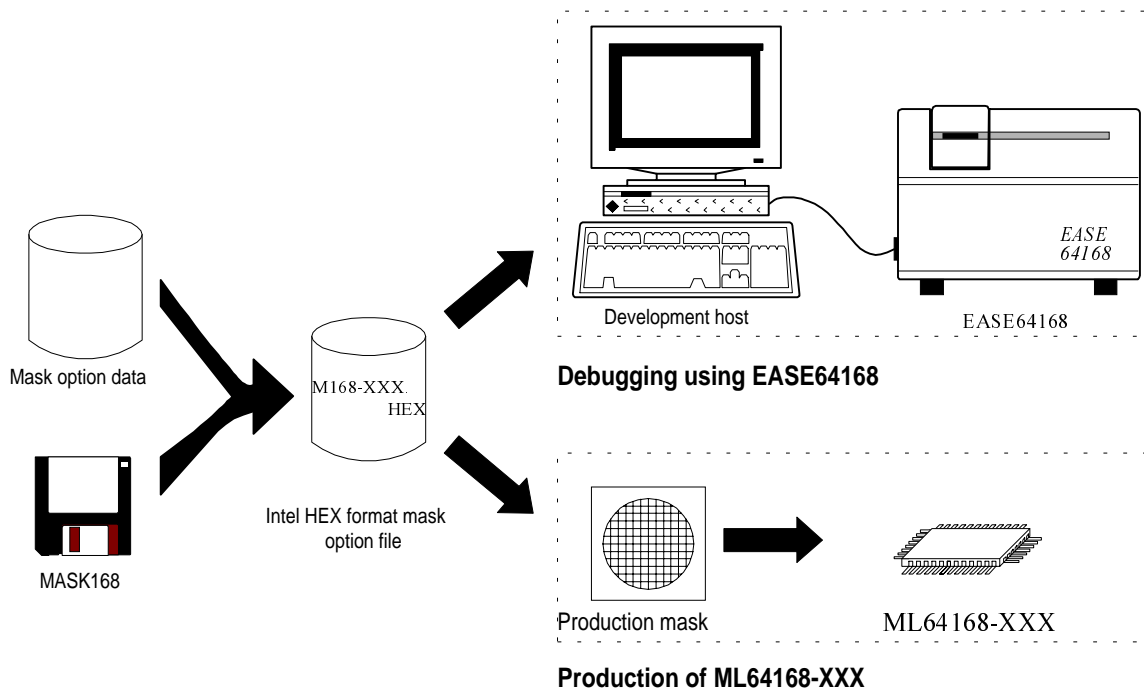 Mask option data
MASK168
M168-XXX.
HEX
Intel HEX format mask
option file
EASE
64168
Development host
EASE64168
Debugging using EASE64168
Production mask
ML64168-XXX
Production of ML64168-XXX